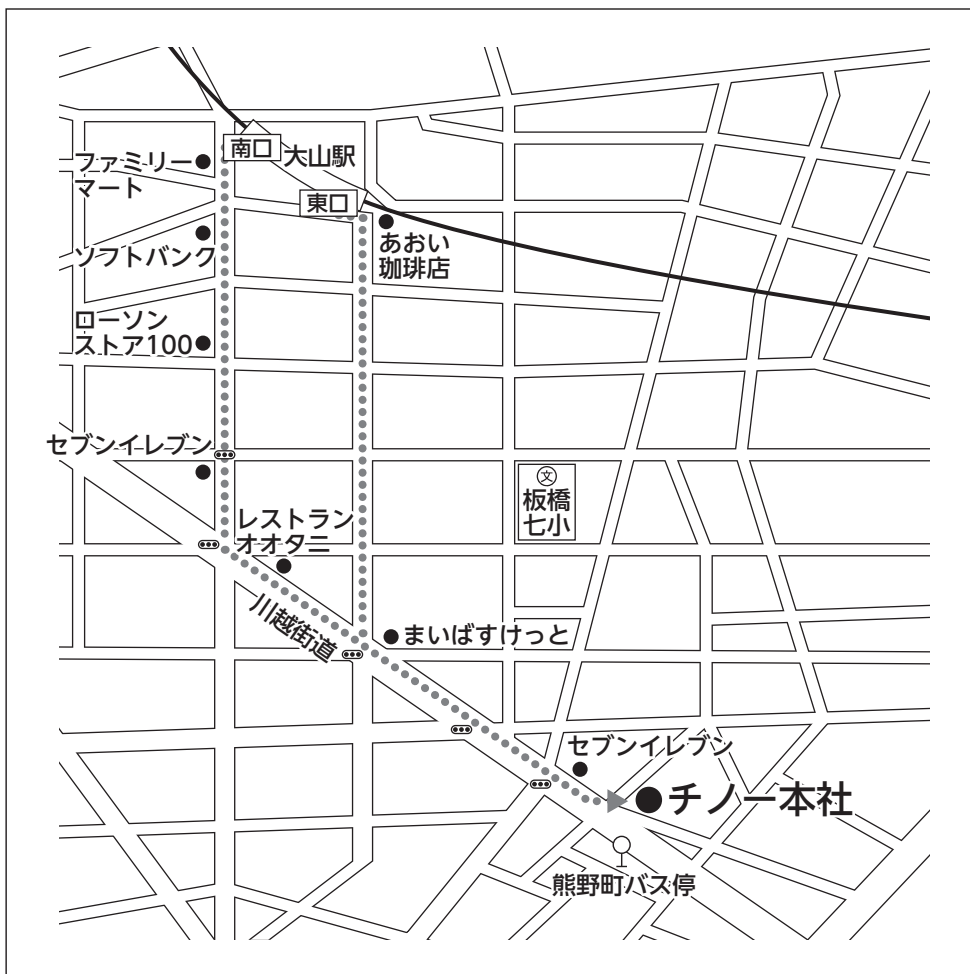 南口
大山駅
ファミリー
マート
東口
あおい
珈琲店
ソフトバンク
ローソン
ストア100
セブンイレブン
文
板橋
七小
レストラン
オオタニ
川越街道
まいばすけっと
セブンイレブン
チノー本社
熊野町バス停